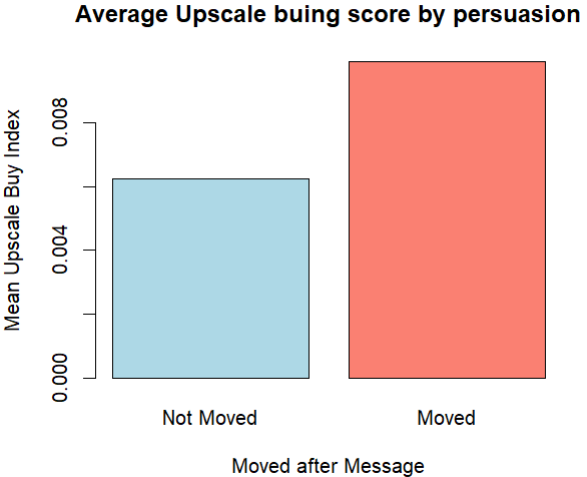 Average Upscale buing score by persuasion
Mean Upscale Buy Index
0.008
0.004
0.000
Not Moved
Moved
Moved after Message